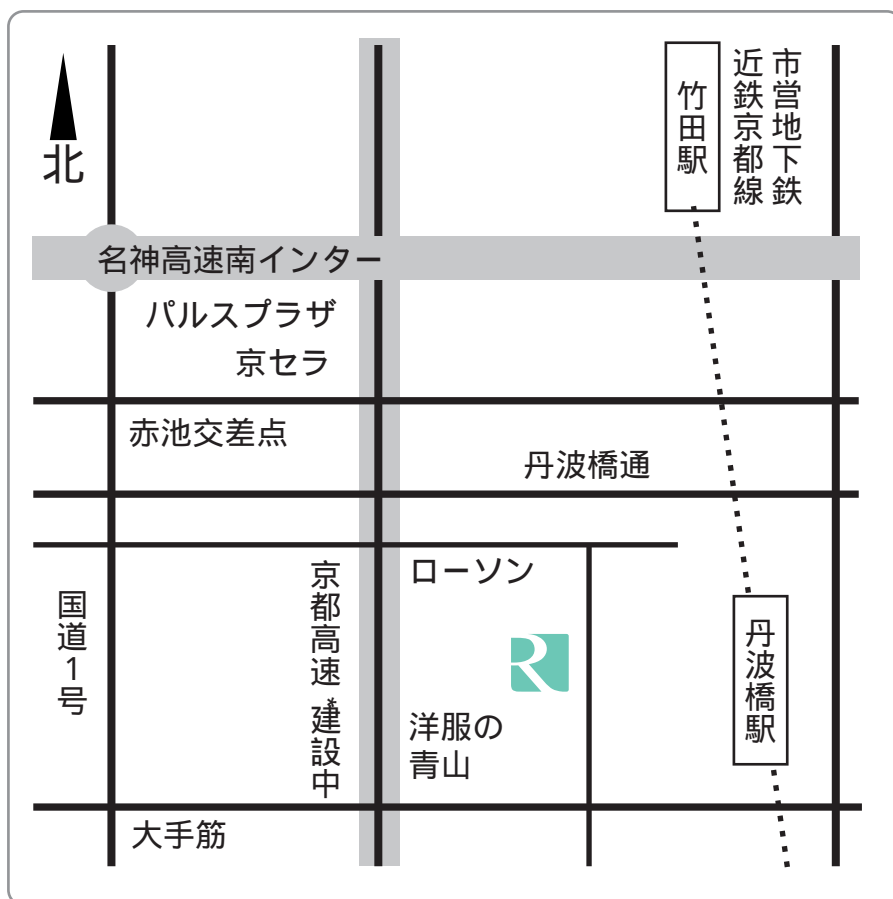 北
竹田駅
市営地下鉄
近鉄京都線
名神高速南インター
パルスプラザ
京セラ
赤池交差点
丹波橋通
ローソン
国道1号
京都高速※建設中
R
洋服の
青山
丹波橋駅
大手筋